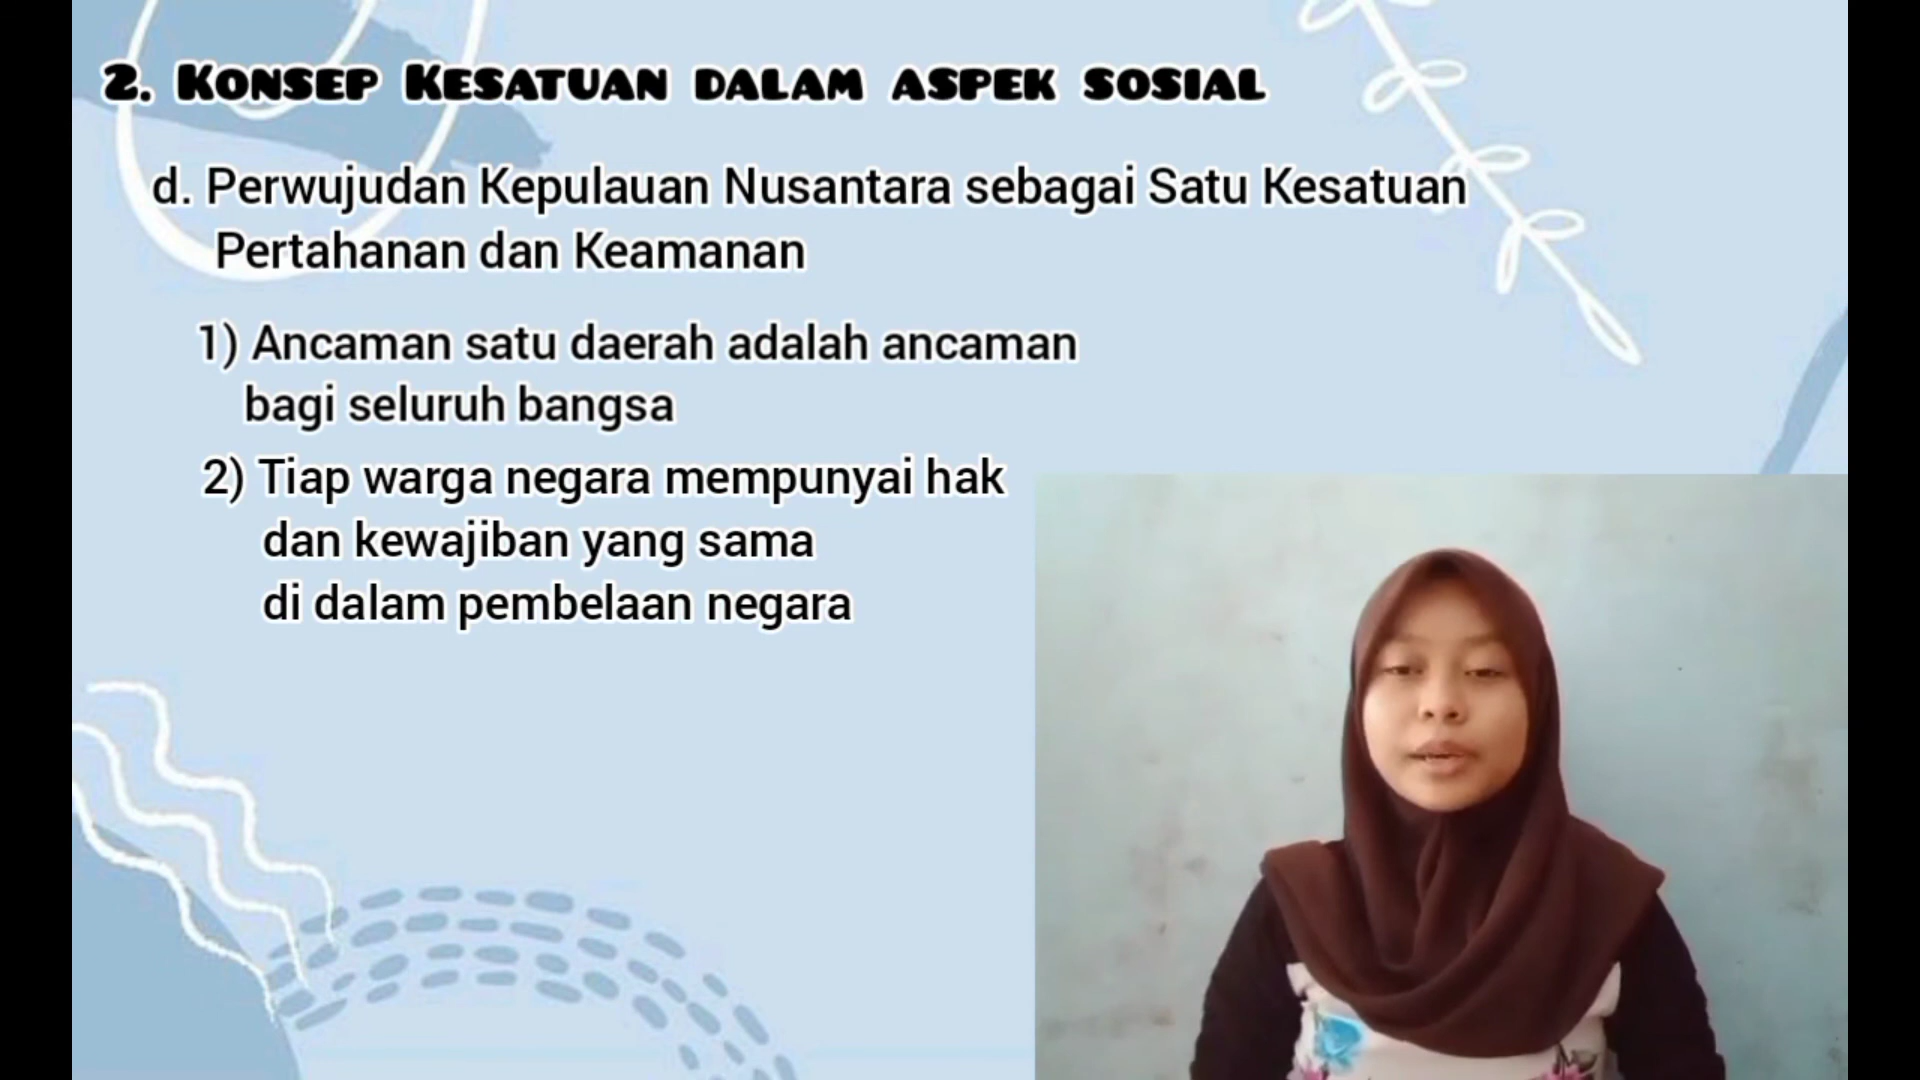 2. Konsep Kesatuan dalam aspek sosial
d. Perwujudan Kepulauan Nusantara sebagai Satu Kesatuan
Pertahanan dan Keamanan
1) Ancaman satu daerah adalah ancaman
bagi seluruh bangsa
2) Tiap warga negara mempunyai hak
dan kewajiban yang sama
di dalam pembelaan negara